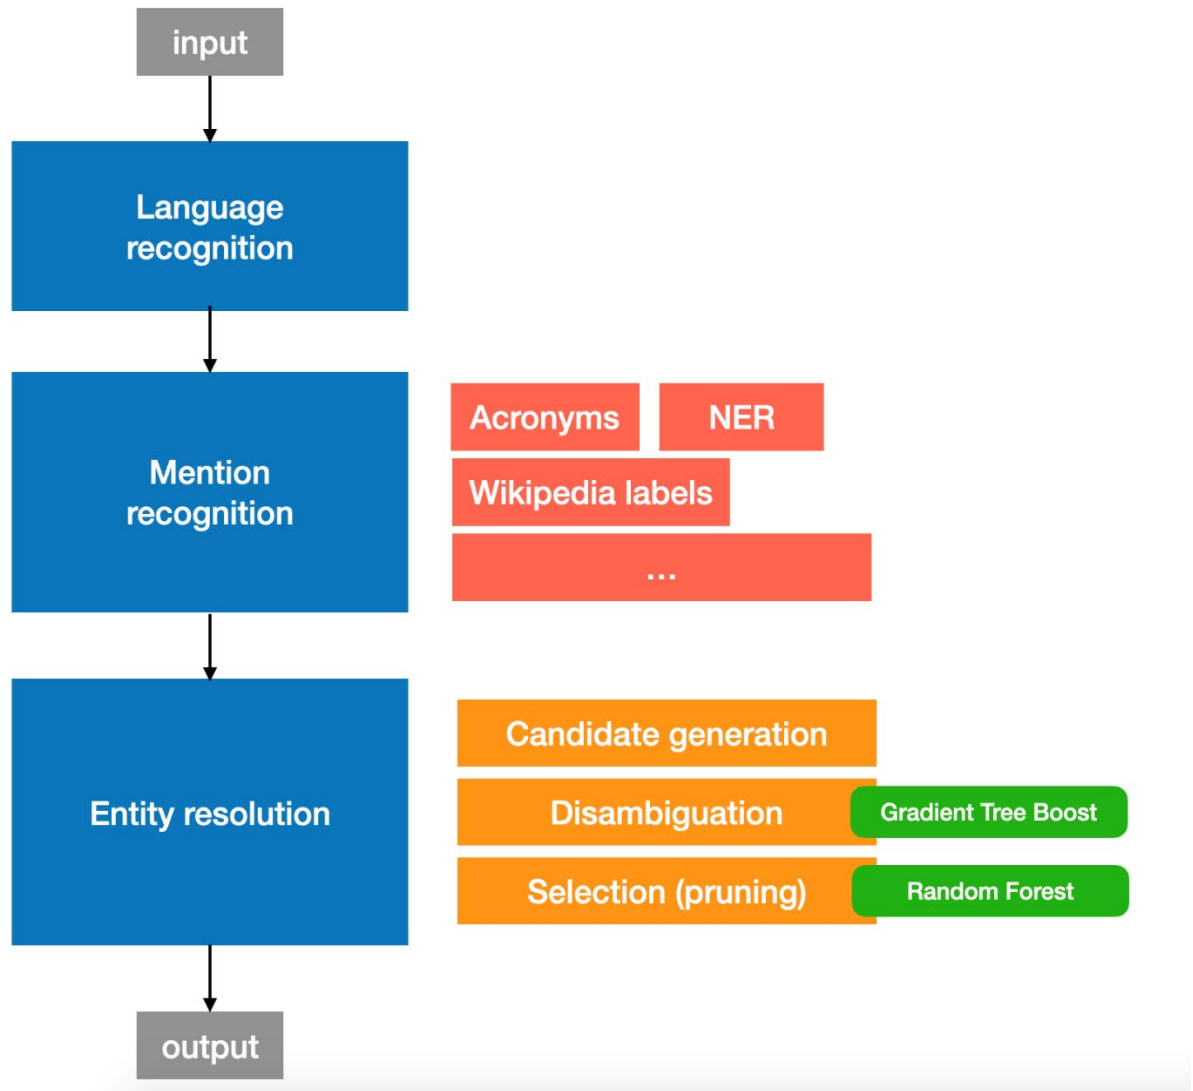 input
Language
recognition
Mention
recognition
Acronyms
NER
Wikipedia labels
...
Entity resolution
Candidate generation
Disambiguation
Gradient Tree Boost
Selection (pruning)
Random Forest
output